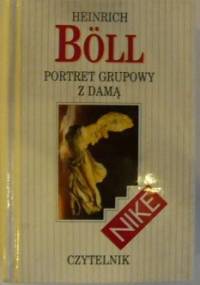 HEINRICH
BÖLL
PORTRET GRUPOWY
Z DAMĄ
NIKE
CZYTELNIK